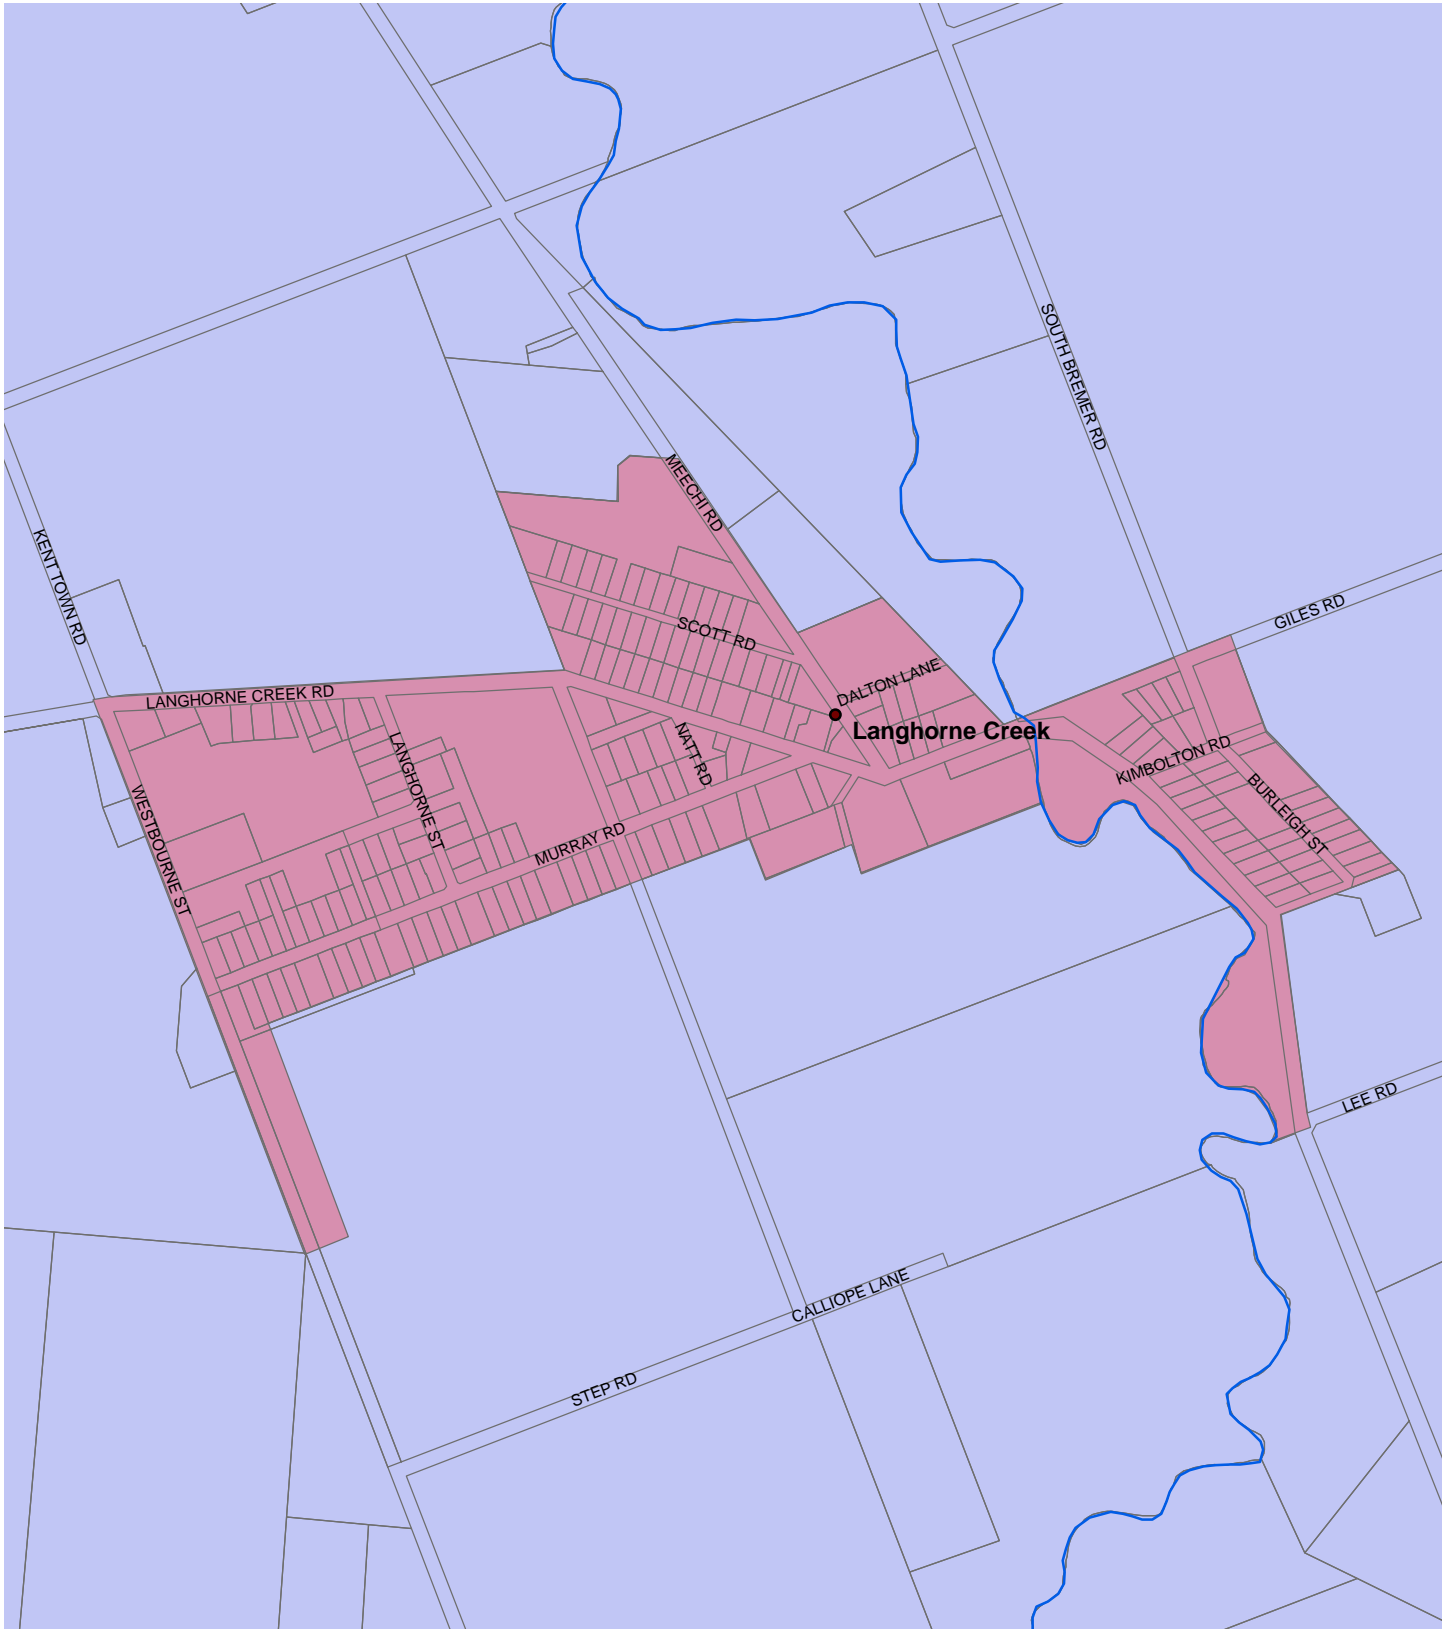 SOUTH BREMER RD
MEECHI RD
KENT TOWN RD
GILES RD
SCOTT RD
DALTON LANE
LANGHORNE CREEK RD
Langhorne Creek
NATT RD
LANGHORNE ST
KIMBOLTON RD
BURLEIGH ST
WESTBOURNE ST
MURRAY RD
LEE RD
CALLIOPE LANE
STEP RD